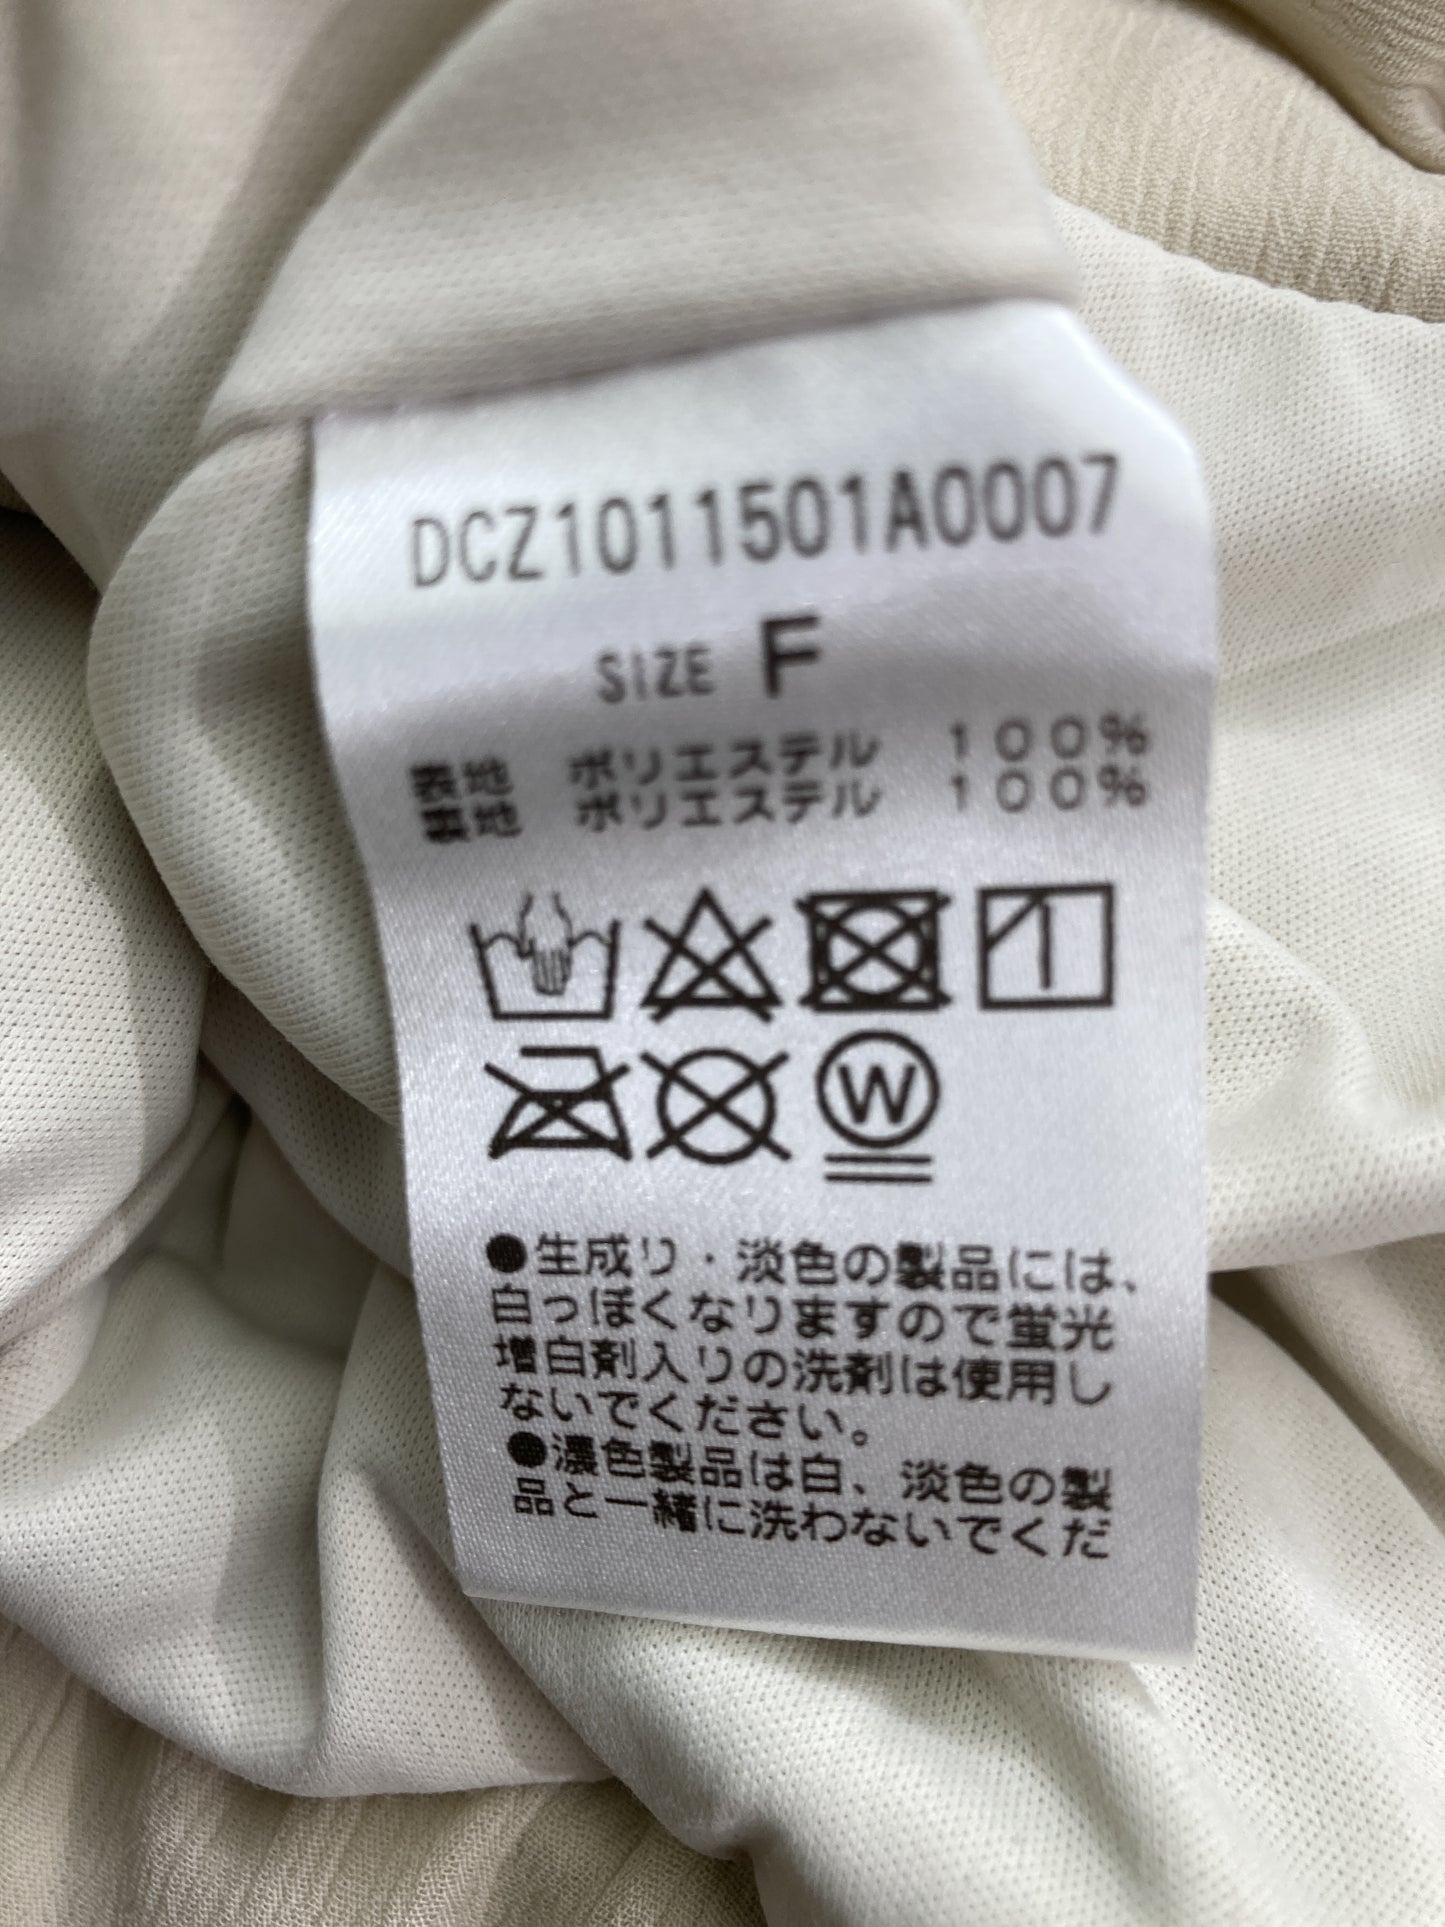 DCZ1011501A0007
SIZE F
表地 ポリエステル 100%
裏地 ポリエステル 100%
W
●生成り・淡色の製品には、
白っぽくなりますので蛍光
増白剤入りの洗剤は使用し
ないでください。
●濃色製品は白、淡色の製
品と一緒に洗わないでくだ